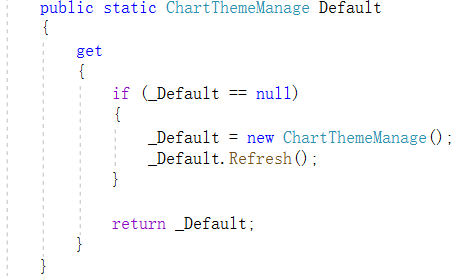 public static ChartThemeManage Default
{
get
{
if (_Default == null)
{
_Default = new ChartThemeManage();
_Default.Refresh();
}
return _Default;
}
}